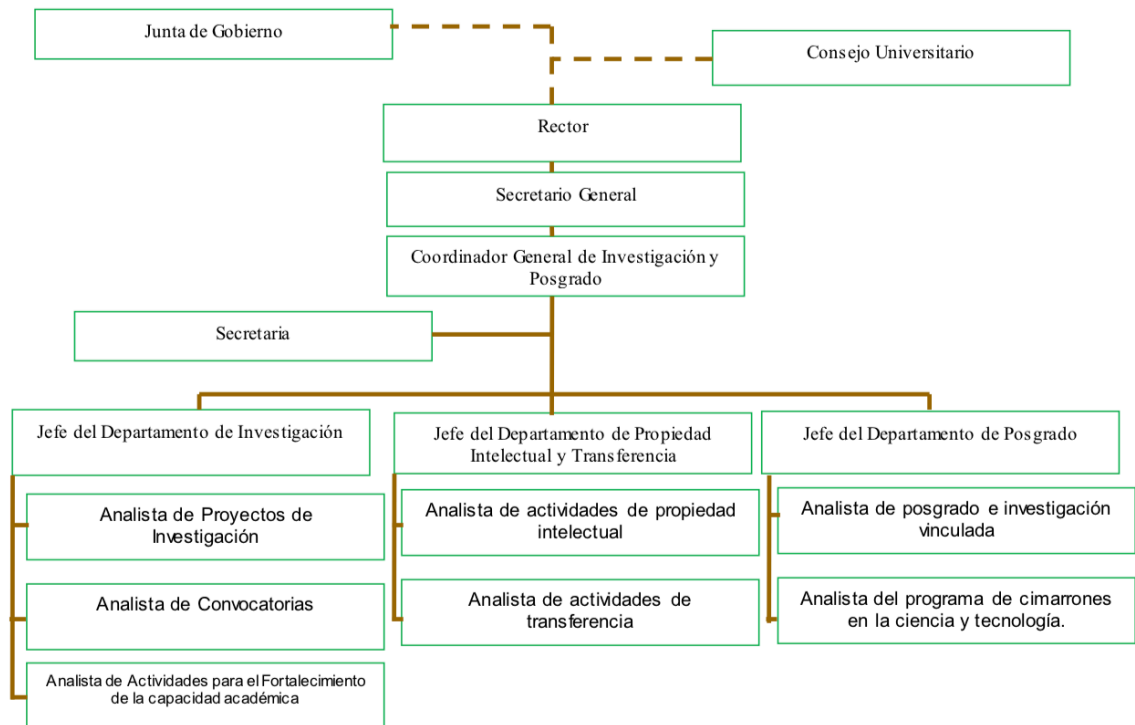 Junta de Gobierno
Consejo Universitario
Rector
Secretario General
Coordinador General de Investigación y
Posgrado
Secretaria
Jefe del Departamento de Investigación
Jefe del Departamento de Propiedad
Intelectual y Transferencia
Jefe del Departamento de Posgrado
Analista de Proyectos de
Investigación
Analista de Convocatorias
Analista de Actividades para el Fortalecimiento
de la capacidad académica
Analista de actividades de propiedad
intelectual
Analista de actividades de
transferencia
Analista de posgrado e investigación
vinculada
Analista del programa de cimarrones
en la ciencia y tecnología.